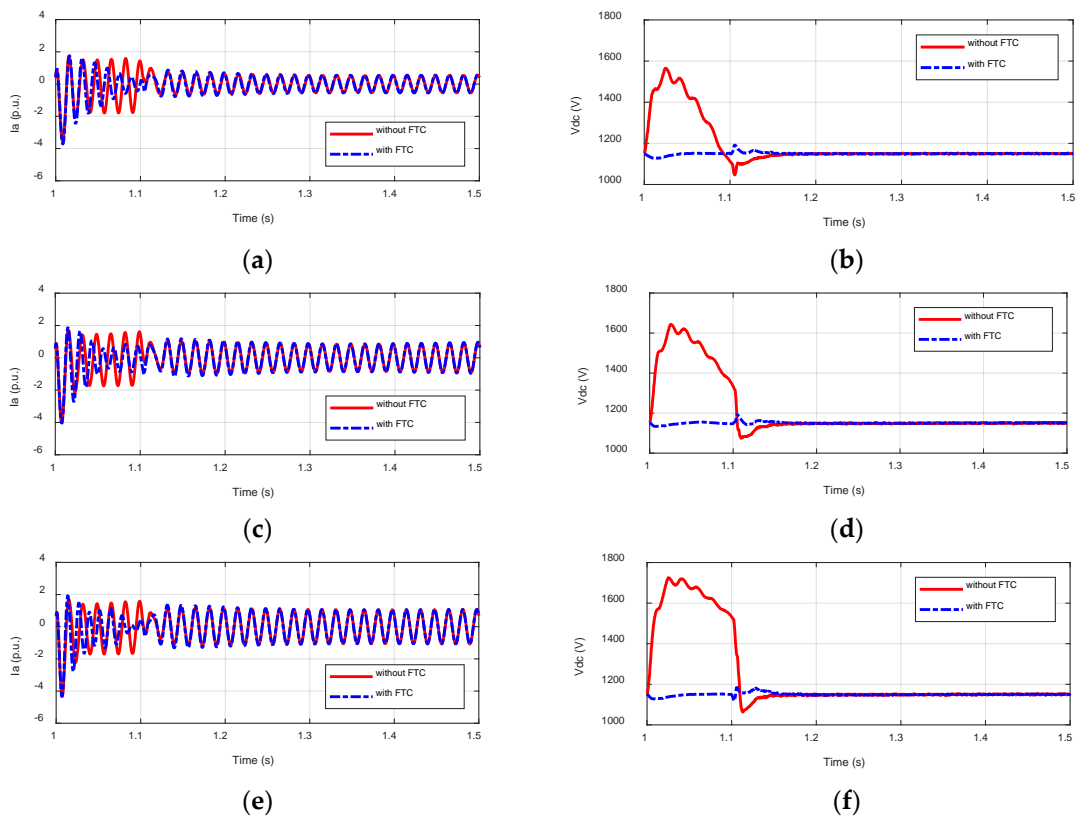 4
2
0
-2
-4
-6
Ia (p.u.)
without FTC
with FTC
1
1.1
1.2
1.3
1.4
1.5
Time (s)
(a)
1800
1600
1400
1200
1000
Vdc (V)
without FTC
with FTC
1
1.1
1.2
1.3
1.4
1.5
Time (s)
(b)
4
2
0
-2
-4
-6
Ia (p.u.)
without FTC
with FTC
1
1.1
1.2
1.3
1.4
1.5
Time (s)
(c)
1800
1600
1400
1200
1000
Vdc (V)
without FTC
with FTC
1
1.1
1.2
1.3
1.4
1.5
Time (s)
(d)
4
2
0
-2
-4
-6
Ia (p.u.)
without FTC
with FTC
1
1.1
1.2
1.3
1.4
1.5
Time (s)
(e)
1800
1600
1400
1200
1000
Vdc (V)
without FTC
with FTC
1
1.1
1.2
1.3
1.4
1.5
Time (s)
(f)